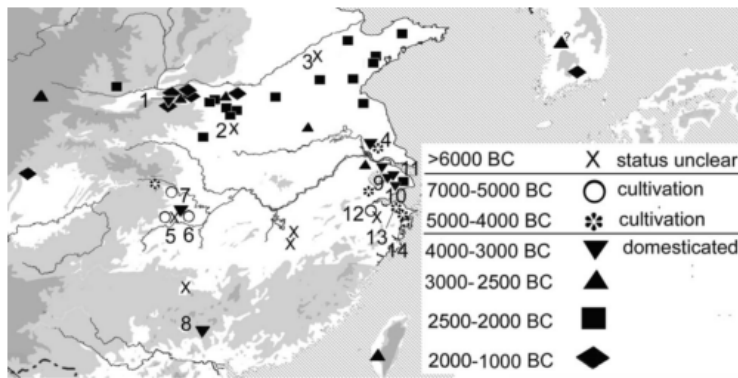 ?
3
1
2
4
11
9
10
7
12
5 6
13
14
8
>6000 BC X status unclear
7000-5000 BC cultivation
5000-4000 BC cultivation
4000-3000 BC domesticated
3000-2500 BC
2500-2000 BC
2000-1000 BC